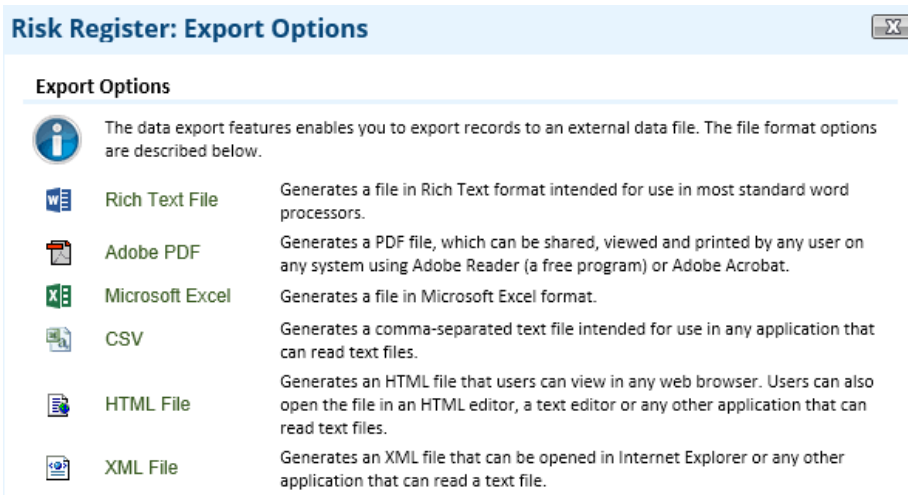 Risk Register: Export Options
Export Options
The data export features enables you to export records to an external data file. The file format options
are described below.
Rich Text File
Generates a file in Rich Text format intended for use in most standard word
processors.
Adobe PDF
Generates a PDF file, which can be shared, viewed and printed by any user on
any system using Adobe Reader (a free program) or Adobe Acrobat.
Microsoft Excel
Generates a file in Microsoft Excel format.
CSV
Generates a comma-separated text file intended for use in any application that
can read text files.
HTML File
Generates an HTML file that users can view in any web browser. Users can also
open the file in an HTML editor, a text editor or any other application that can
read text files.
XML File
Generates an XML file that can be opened in Internet Explorer or any other
application that can read a text file.